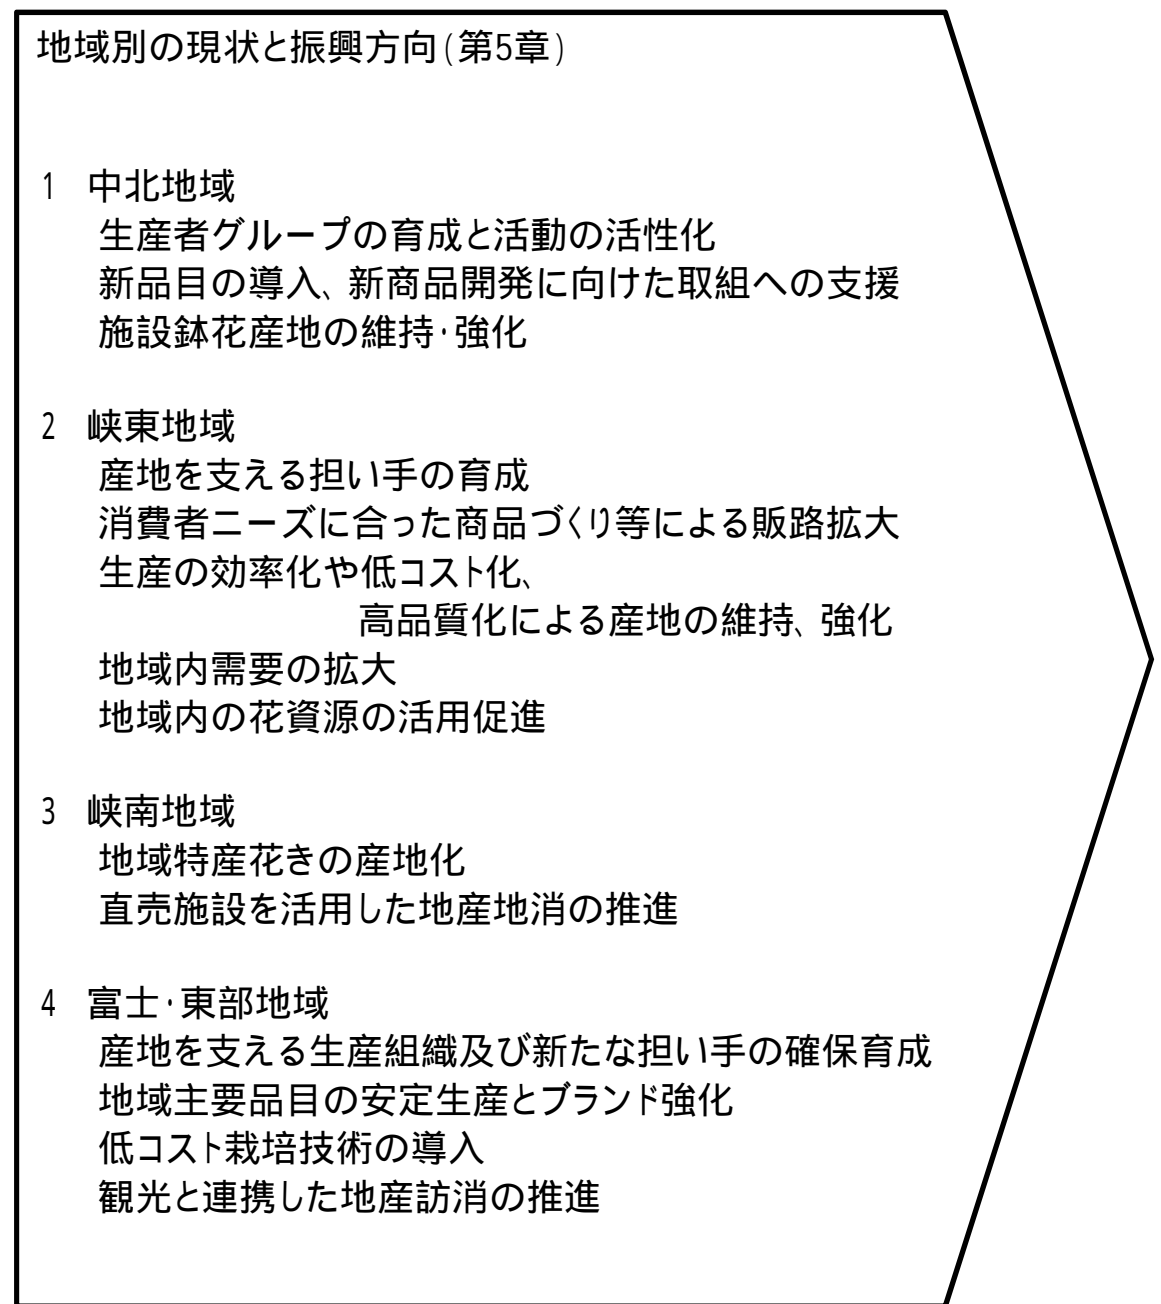 地域別の現状と振興方向(第5章)
1 中北地域
生産者グループの育成と活動の活性化
新品目の導入、新商品開発に向けた取組への支援
施設鉢花産地の維持・強化
2 峡東地域
産地を支える担い手の育成
消費者ニーズに合った商品づくり等による販路拡大
生産の効率化や低コスト化、
高品質化による産地の維持、強化
地域内需要の拡大
地域内の花資源の活用促進
3 峡南地域
地域特産花きの産地化
直売施設を活用した地産地消の推進
4 富士・東部地域
産地を支える生産組織及び新たな担い手の確保育成
地域主要品目の安定生産とブランド強化
低コスト栽培技術の導入
観光と連携した地産訪消の推進